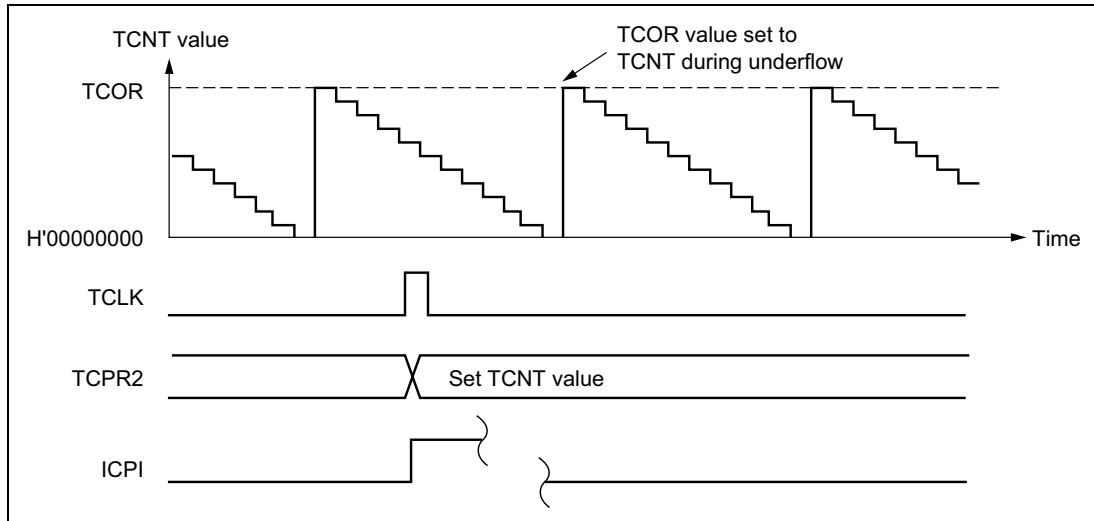 TCNT value
TCOR value set to
TCNT during underflow
TCOR
H'00000000
Time
TCLK
TCPR2
Set TCNT value
ICPI